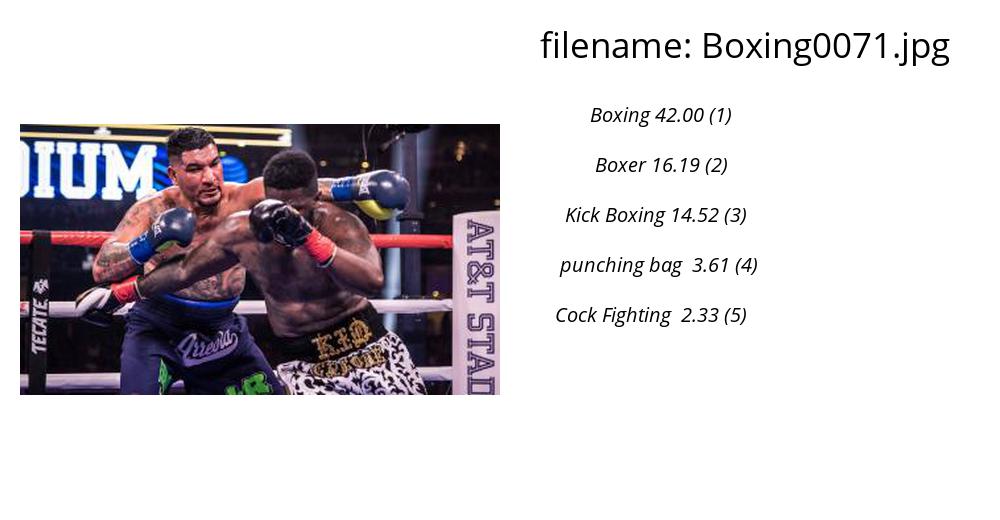 filename: Boxing0071.jpg
Boxing 42.00 (1)
Boxer 16.19 (2)
Kick Boxing 14.52 (3)
punching bag 3.61 (4)
Cock Fighting 2.33 (5)
DIUM
TECATE
Arreola
KID
AT&T STAD